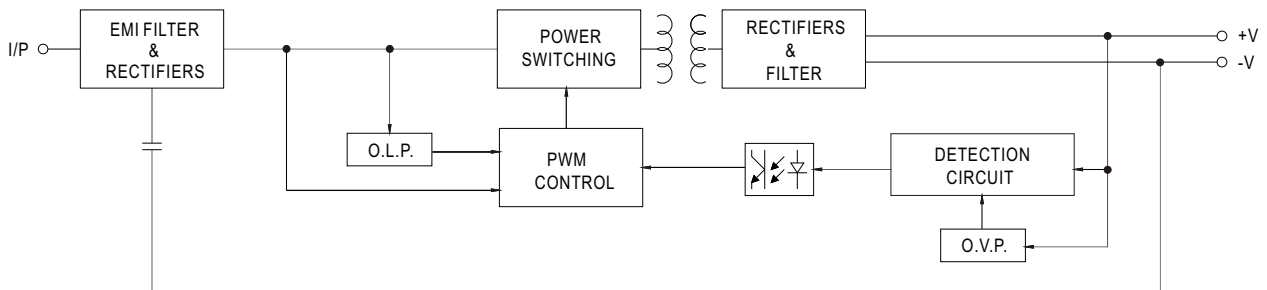 I/P
EMI FILTER
&
RECTIFIERS
POWER
SWITCHING
RECTIFIERS
&
FILTER
+V
-V
O.L.P.
PWM
CONTROL
DETECTION
CIRCUIT
O.V.P.